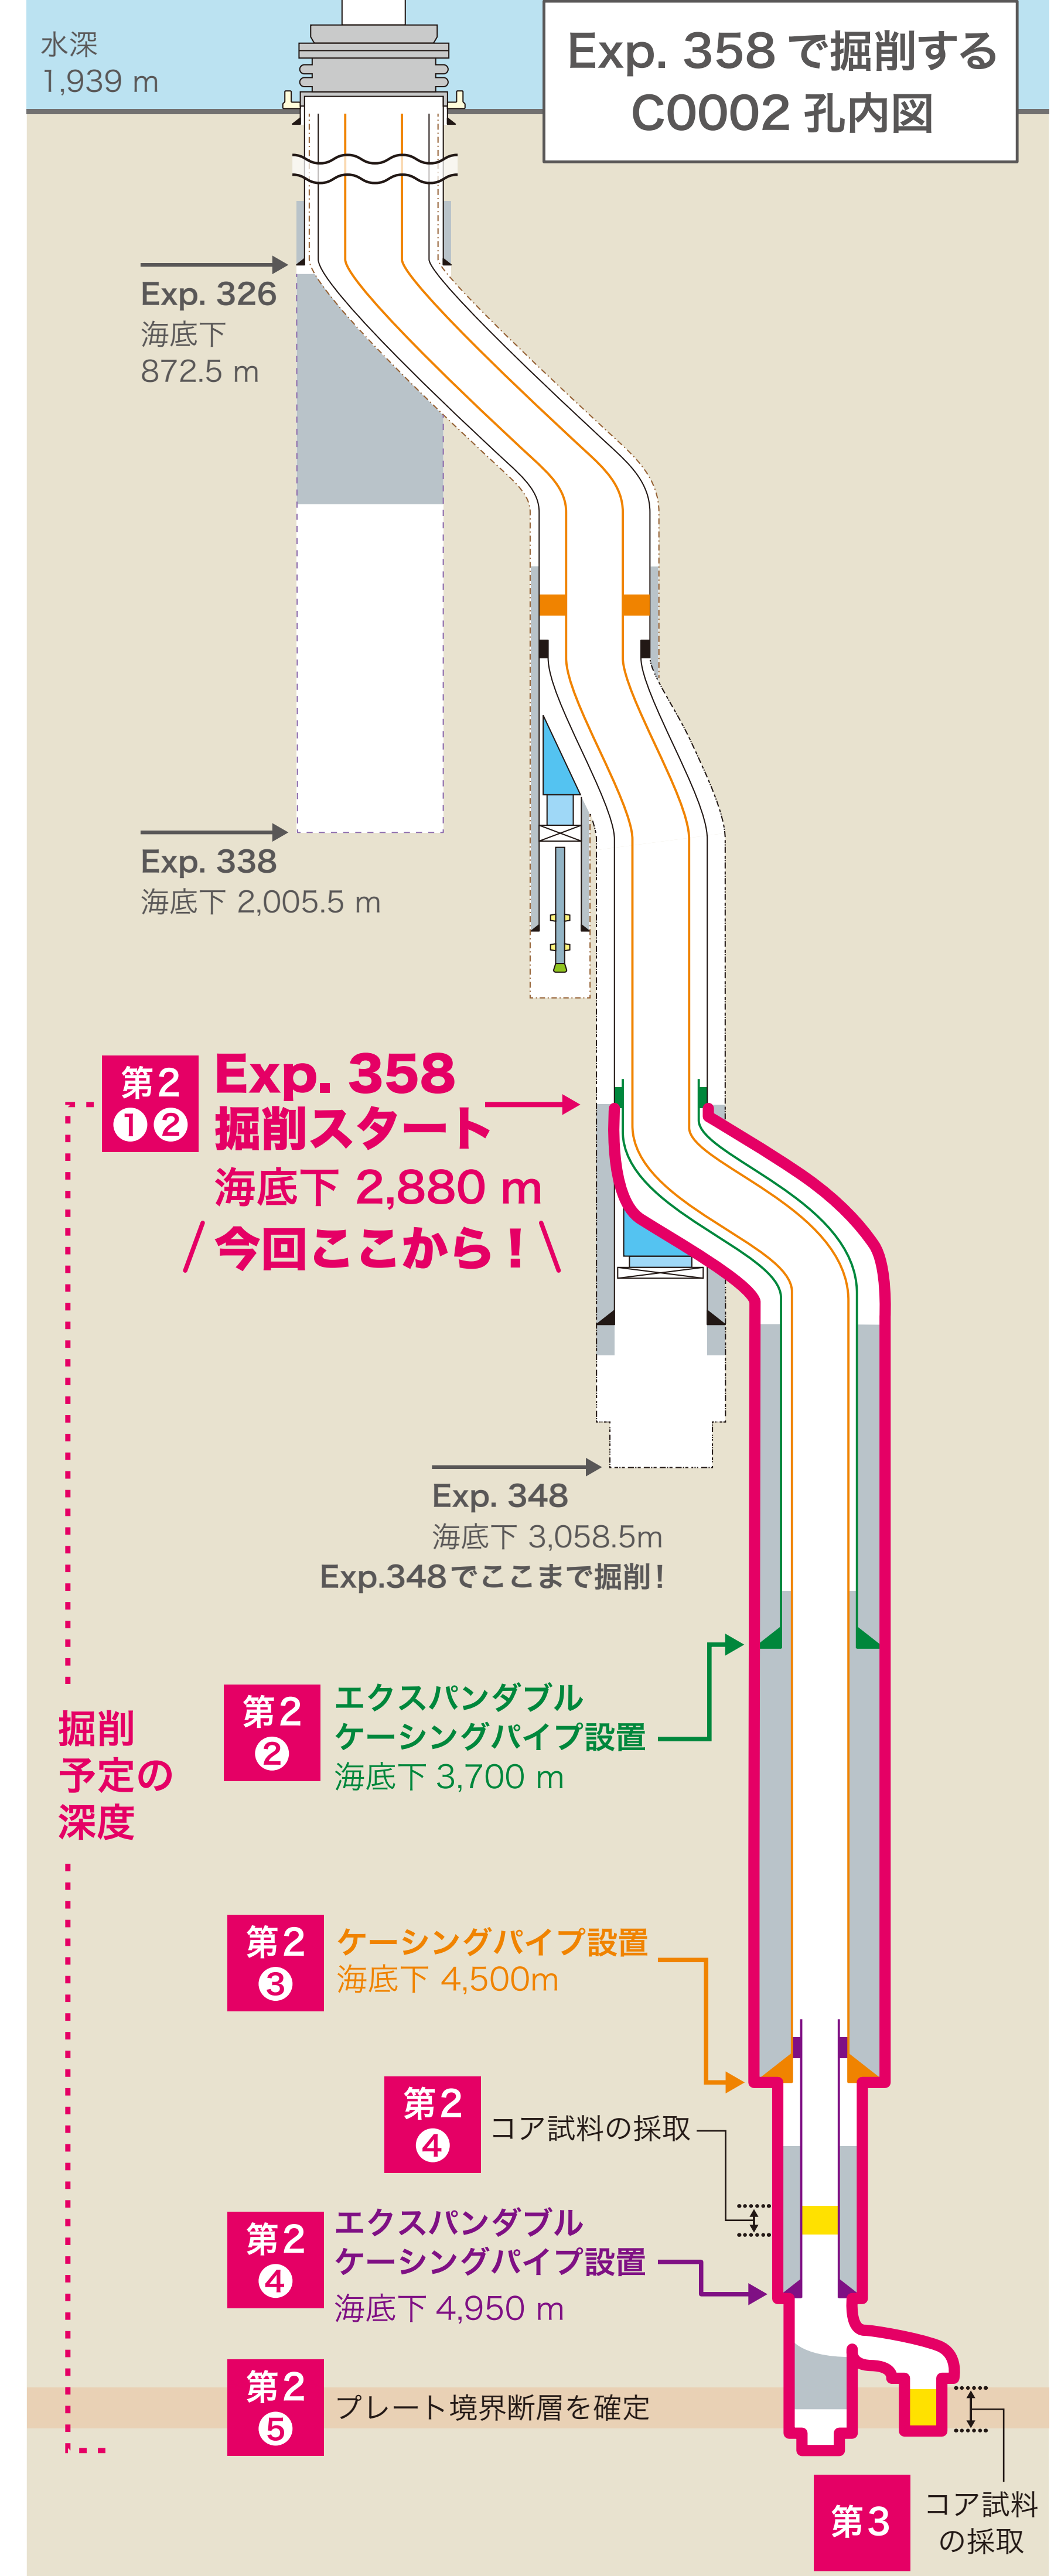 水深
1,939 m
Exp. 358 で掘削する
C0002 孔内図
Exp. 326
海底下
872.5 m
Exp. 338
海底下 2,005.5 m
第2
❶❷
Exp. 358
掘削スタート
海底下 2,880 m
今回ここから！
Exp. 348
海底下 3,058.5m
Exp.348でここまで掘削！
掘削
予定の
深度
第2
❷
エクスパンダブル
ケーシングパイプ設置
海底下 3,700 m
第2
❸
ケーシングパイプ設置
海底下 4,500m
第2
❹
コア試料の採取
第2
❹
エクスパンダブル
ケーシングパイプ設置
海底下 4,950 m
第2
❺
プレート境界断層を確定
第3
コア試料
の採取